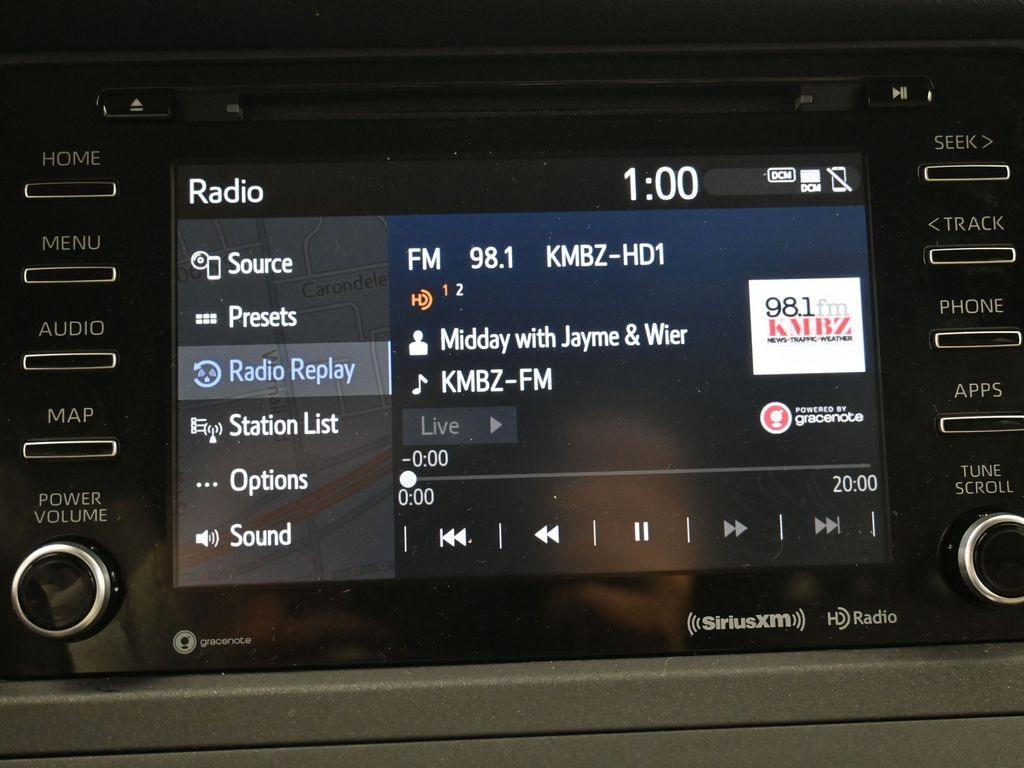 HOME
MENU
AUDIO
MAP
POWER
VOLUME
SEEK >
< TRACK
PHONE
APPS
TUNE
SCROLL
Radio
1:00
DCM
DCM
Source
Presets
Radio Replay
Station List
Options
Sound
Carondele
FM 98.1 KMBZ-HD1
HD 1 2
Midday with Jayme & Wier
KMBZ-FM
Live
-0:00
0:00
20:00
98.1fm
KMBZ
NEWS·TRAFFIC·WEATHER
POWERED BY
gracenote
gracenote
((SiriusXM))
HD Radio